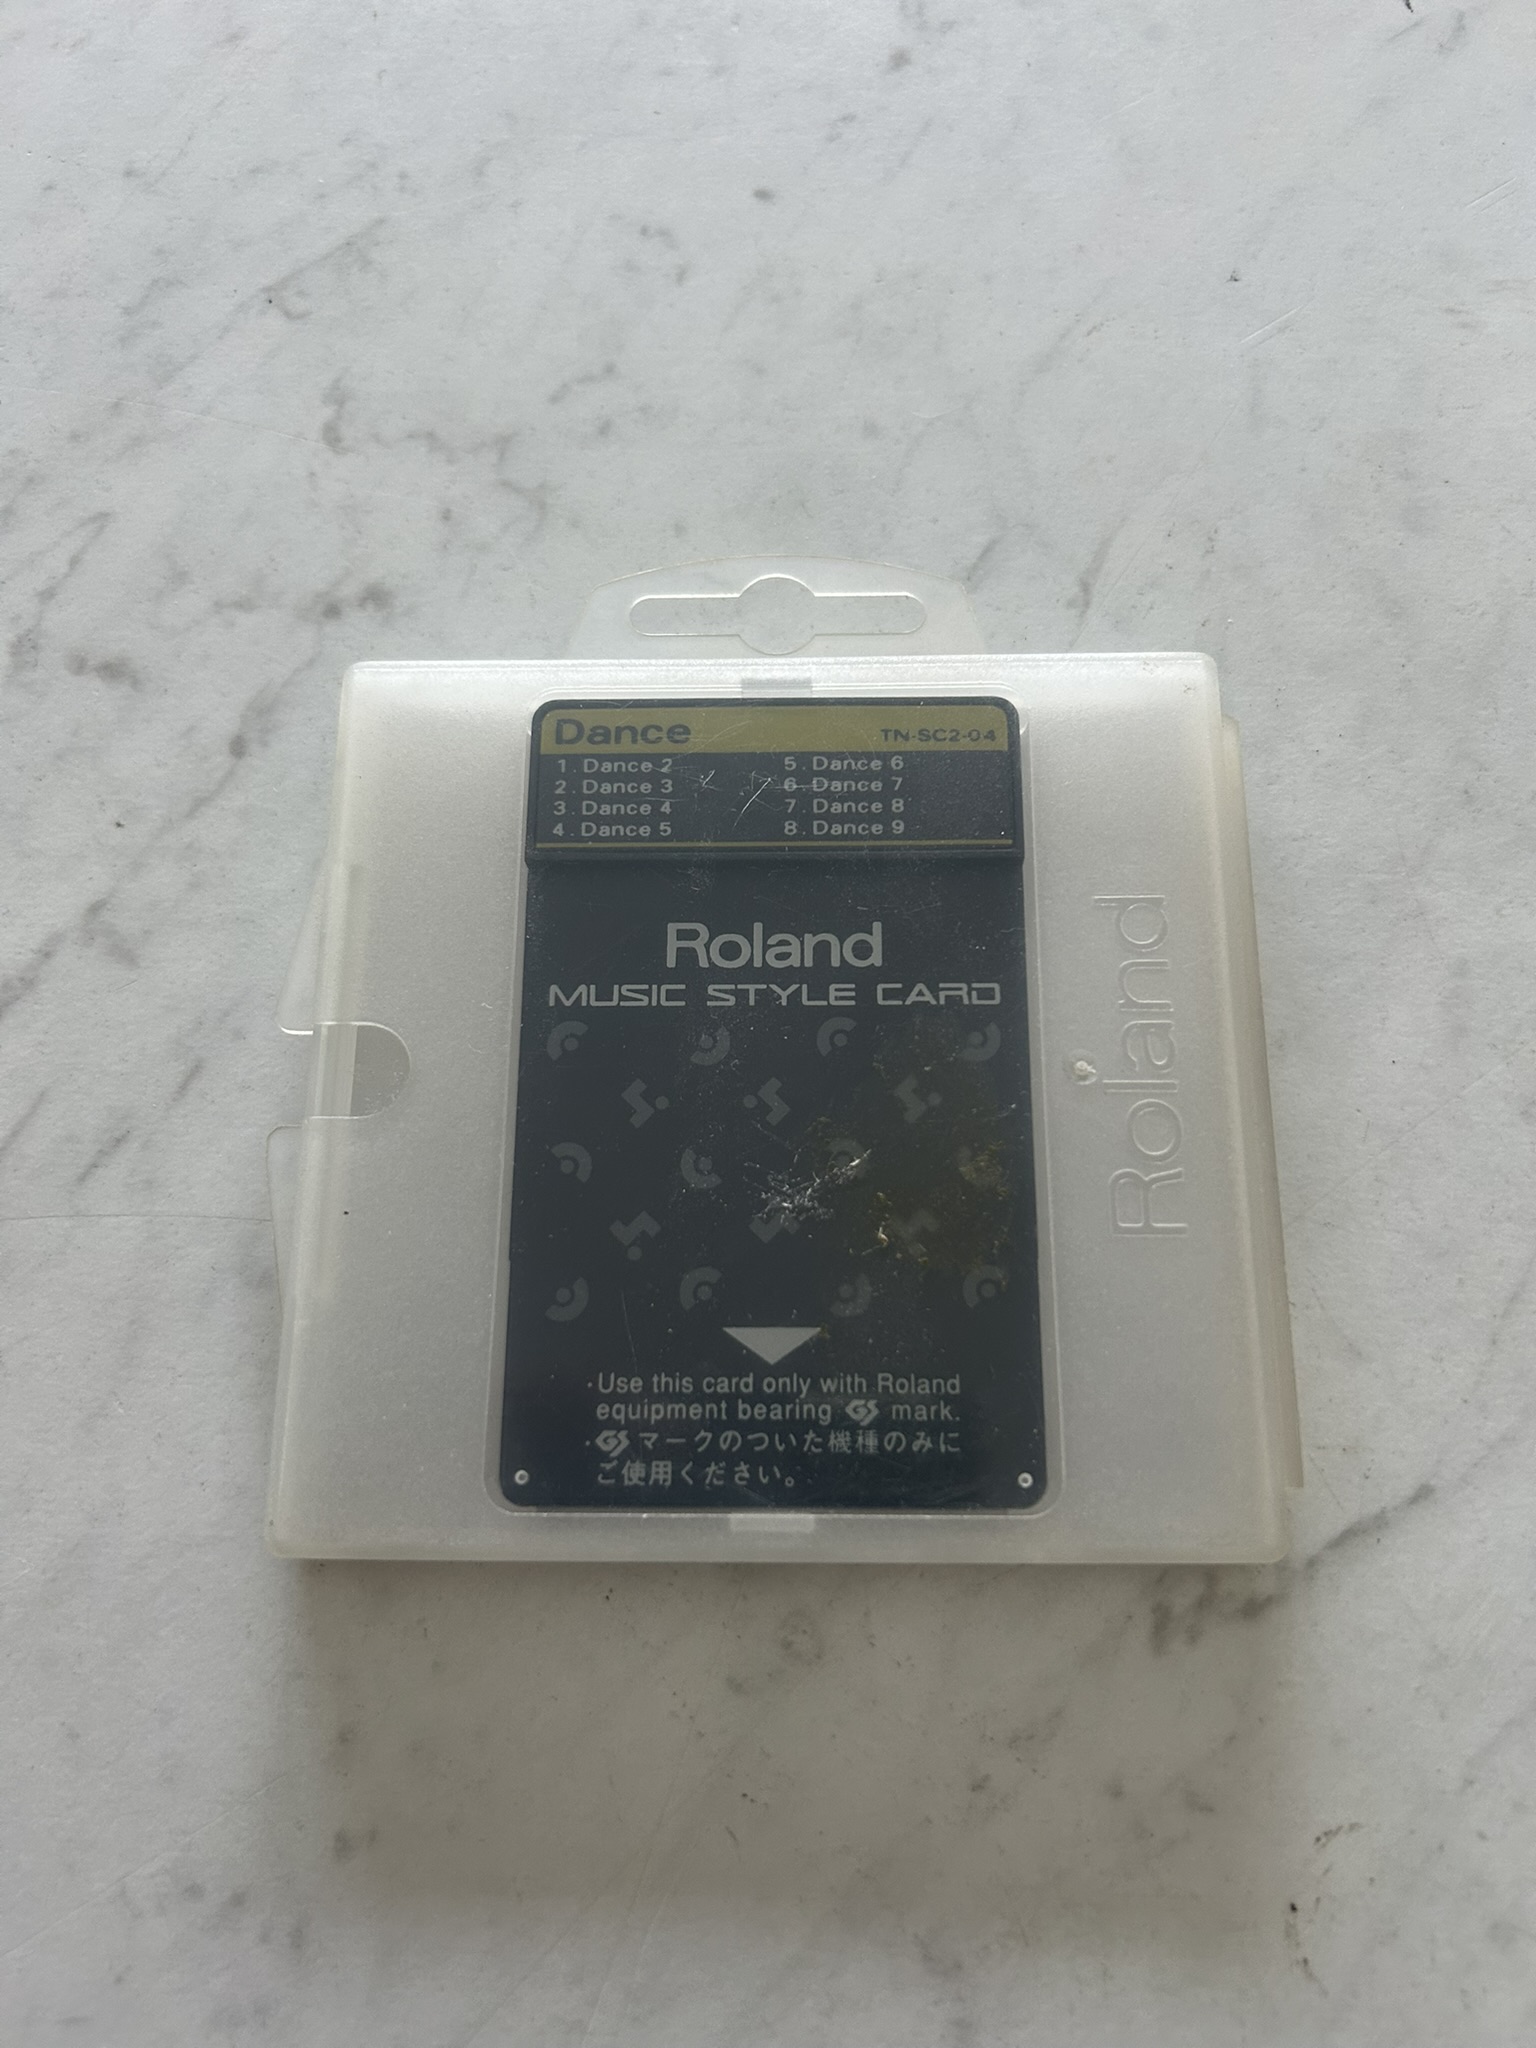 Dance TN-SC2-04
1. Dance 2 5. Dance 6
2. Dance 3 6. Dance 7
3. Dance 4 7. Dance 8
4. Dance 5 8. Dance 9
Roland
MUSIC STYLE CARD
·Use this card only with Roland
equipment bearing GS mark.
·GS マークのついた機種のみに
ご使用ください。
Roland